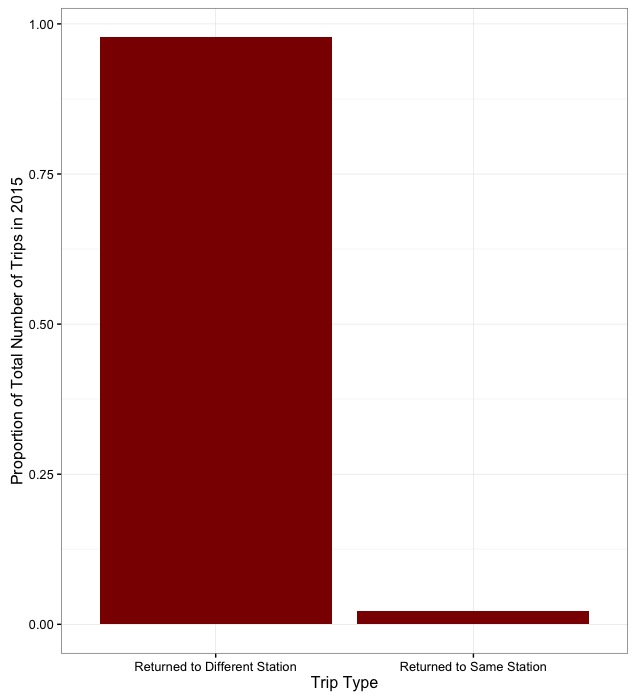 Proportion of Total Number of Trips in 2015
1.00
0.75
0.50
0.25
0.00
Returned to Different Station
Returned to Same Station
Trip Type